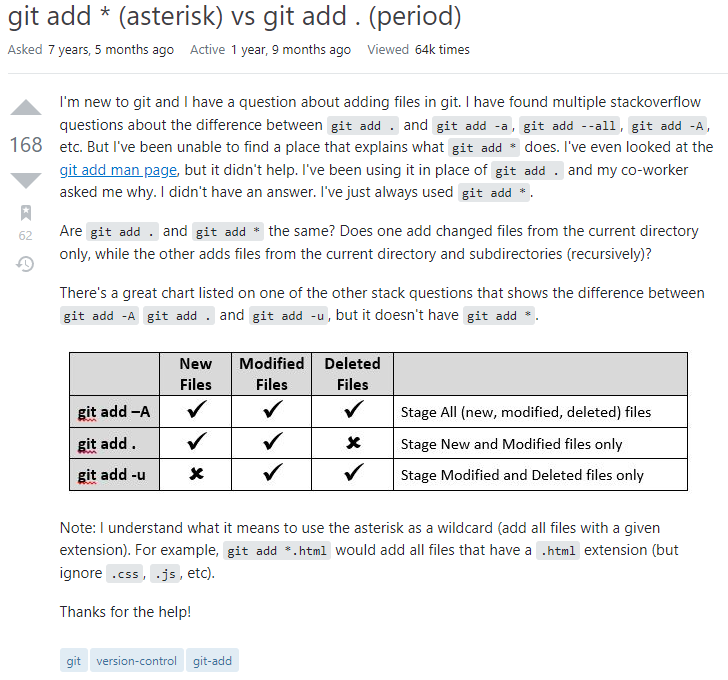 git add * (asterisk) vs git add . (period)
Asked 7 years, 5 months ago Active 1 year, 9 months ago Viewed 64k times
I'm new to git and I have a question about adding files in git. I have found multiple stackoverflow
questions about the difference between git add . and git add -a, git add --all, git add -A,
168
etc. But I've been unable to find a place that explains what git add * does. I've even looked at the
git add man page, but it didn't help. I've been using it in place of git add . and my co-worker
asked me why. I didn't have an answer. I've just always used git add *.
62
Are git add . and git add * the same? Does one add changed files from the current directory
only, while the other adds files from the current directory and subdirectories (recursively)?
There's a great chart listed on one of the other stack questions that shows the difference between
git add -A git add . and git add -u, but it doesn't have git add *.
New Files Modified Files Deleted Files
git add –A ✓ ✓ ✓ Stage All (new, modified, deleted) files
git add . ✓ ✓ ✖ Stage New and Modified files only
git add -u ✖ ✓ ✓ Stage Modified and Deleted files only
Note: I understand what it means to use the asterisk as a wildcard (add all files with a given
extension). For example, git add *.html would add all files that have a .html extension (but
ignore .css, .js, etc).
Thanks for the help!
git version-control git-add